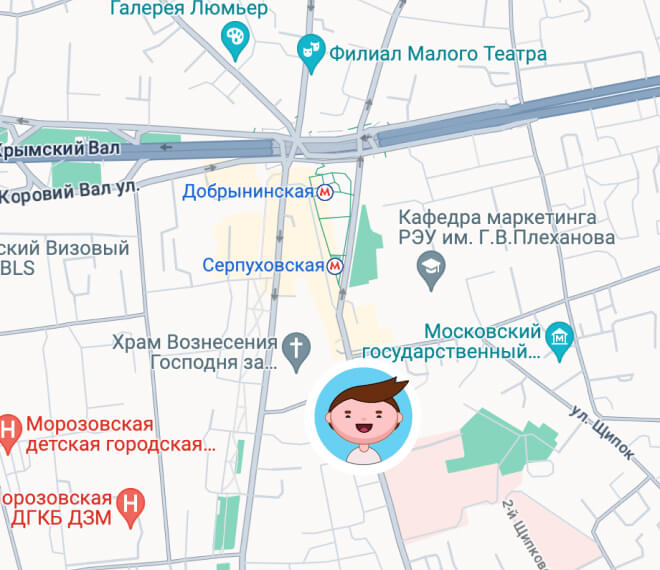 Галерея Люмьер
Филиал Малого Театра
Крымский Вал
Коровий Вал ул.
Добрынинская
М
Кафедра маркетинга
РЭУ им. Г.В.Плеханова
ский Визовый
BLS
Серпуховская
М
Храм Вознесения
Господня за...
Московский
государственный...
ул. Щипок
H
Морозовская
детская городская...
Морозовская
ДГКБ ДЗМ
H
2-й Щипков